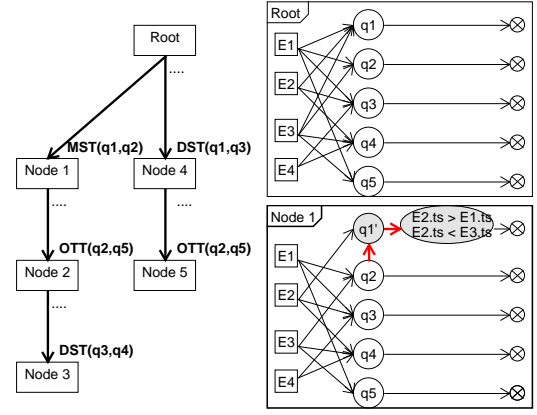 Root
....
....
MST(q1,q2)
DST(q1,q3)
Node 1
Node 4
....
....
OTT(q2,q5)
OTT(q2,q5)
Node 2
Node 5
....
DST(q3,q4)
Node 3
Root
E1
E2
E3
E4
q1
q2
q3
q4
q5
Node 1
E1
E2
E3
E4
q1'
q2
q3
q4
q5
E2.ts > E1.ts
E2.ts < E3.ts